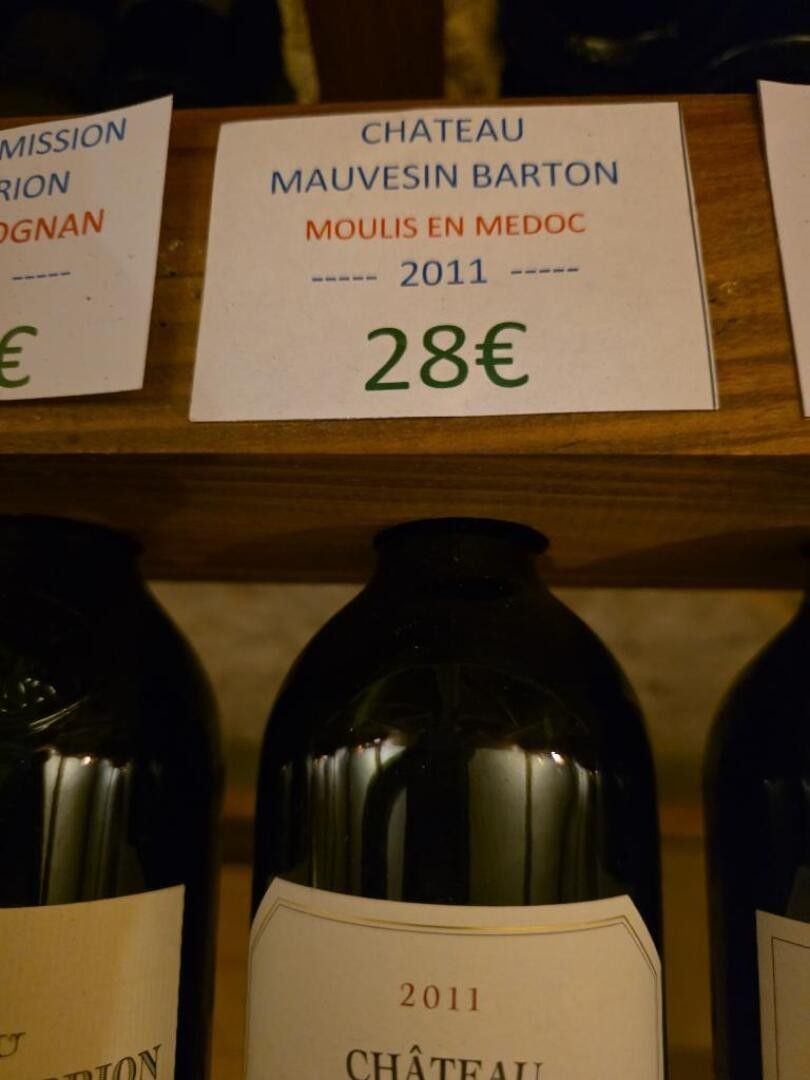 MISSION
RION
OGNAN
-----
€
CHATEAU
MAUVESIN BARTON
MOULIS EN MEDOC
----- 2011 -----
28€
2011
CHÂTEAU